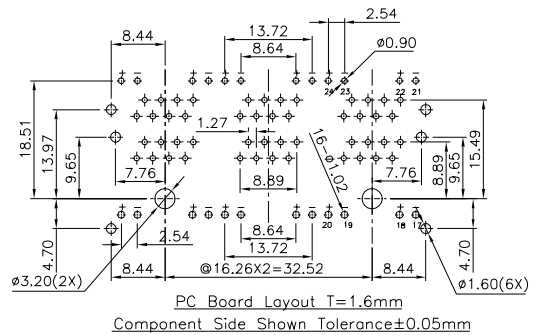 2.54
13.72
8.44
8.64
ø0.90
24 23 22 21
18.51
13.97
9.65
1.27
16-ø1.02
15.49
8.89
9.65
7.76
8.89
7.76
20 19 18 17
4.70
2.54
8.64
13.72
4.70
ø3.20(2X)
8.44
@16.26X2=32.52
8.44
ø1.60(6X)
PC Board Layout T=1.6mm
Component Side Shown Tolerance±0.05mm